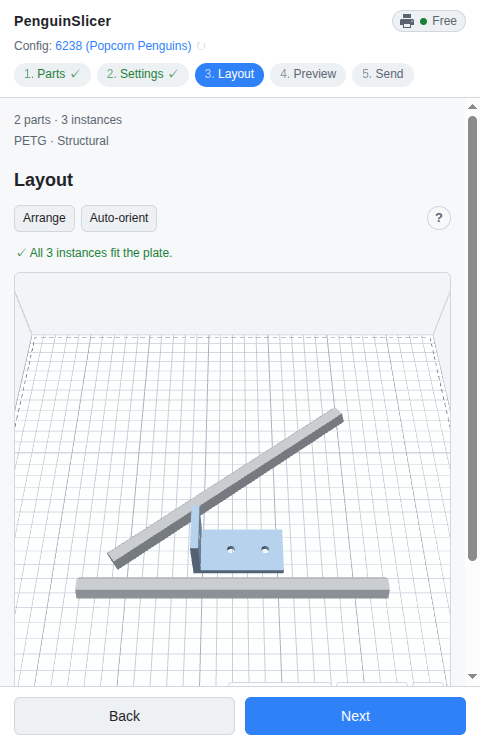 PenguinSlicer
Free
Config: 6238 (Popcorn Penguins)
1. Parts ✓
2. Settings ✓
3. Layout
4. Preview
5. Send
2 parts · 3 instances
PETG · Structural
Layout
Arrange
Auto-orient
?
✓ All 3 instances fit the plate.
Back
Next